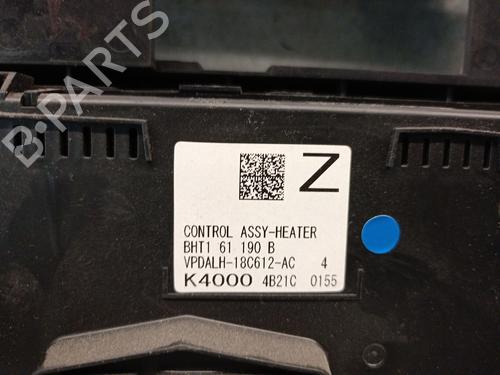 B-PARTS
Z
CONTROL ASSY-HEATER
BHT1 61 190 B
VPDALH-18C612-AC 4
K4000 4B21C 0155